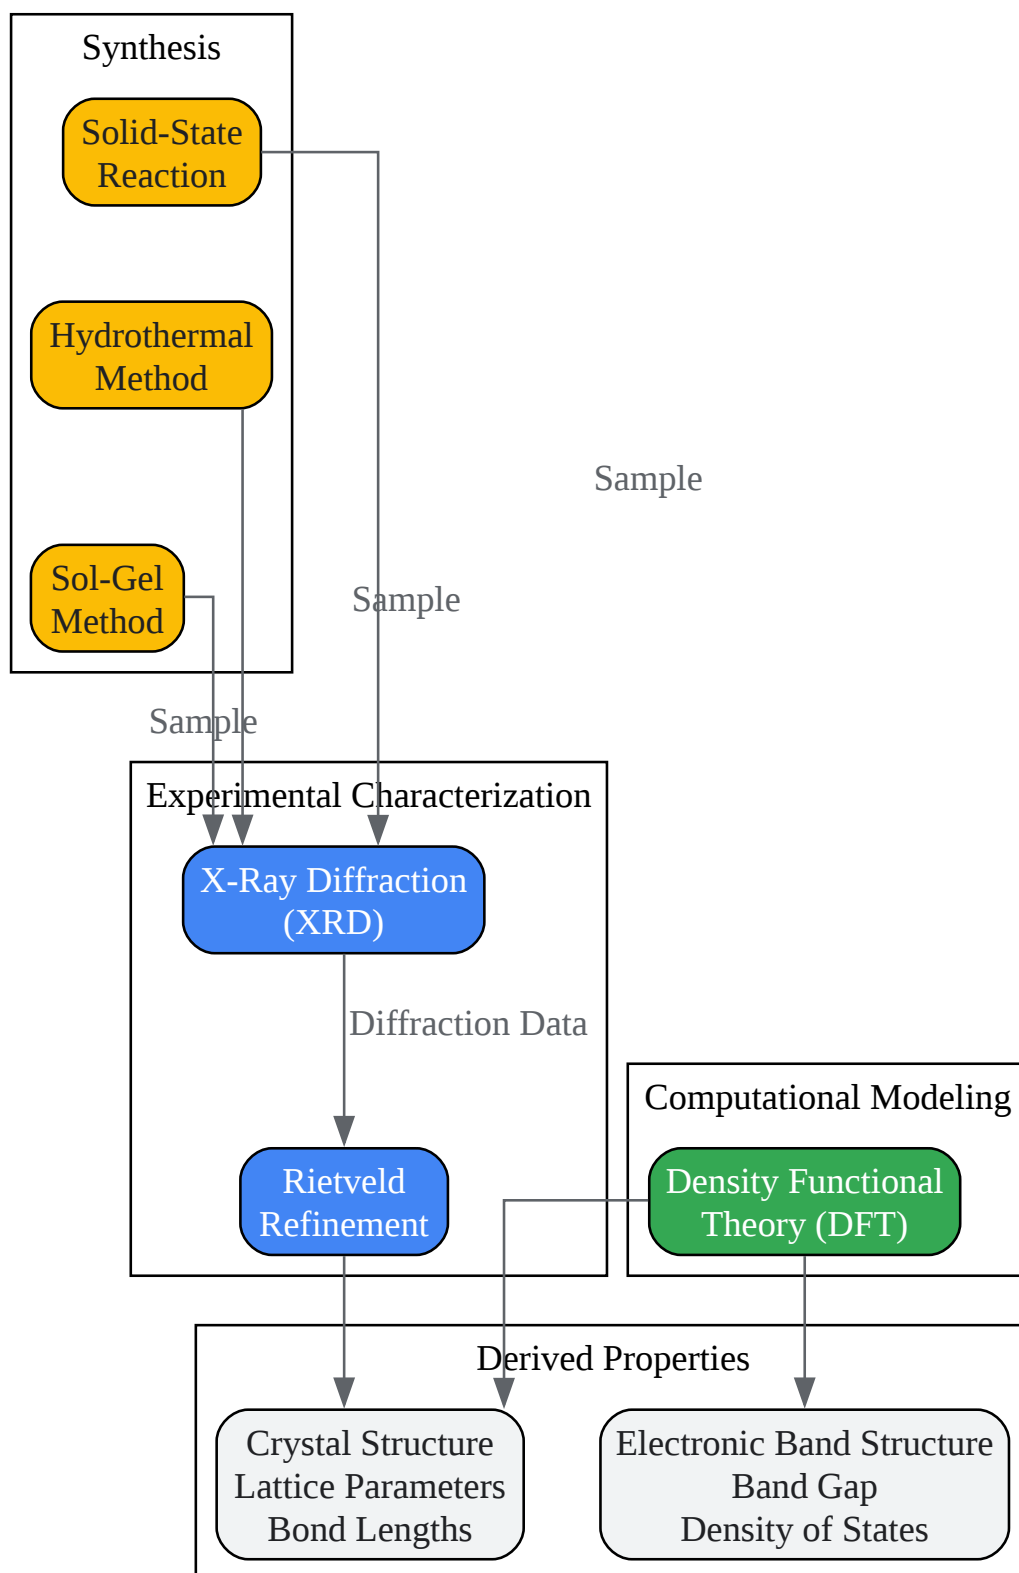 Synthesis
Solid-State
Reaction
Hydrothermal
Method
Sample
Sol-Gel
Method
Sample
Sample
Experimental Characterization
X-Ray Diffraction
(XRD)
Diffraction Data
Computational Modeling
Rietveld
Refinement
Density Functional
Theory (DFT)
Derived Properties
Crystal Structure
Lattice Parameters
Bond Lengths
Electronic Band Structure
Band Gap
Density of States